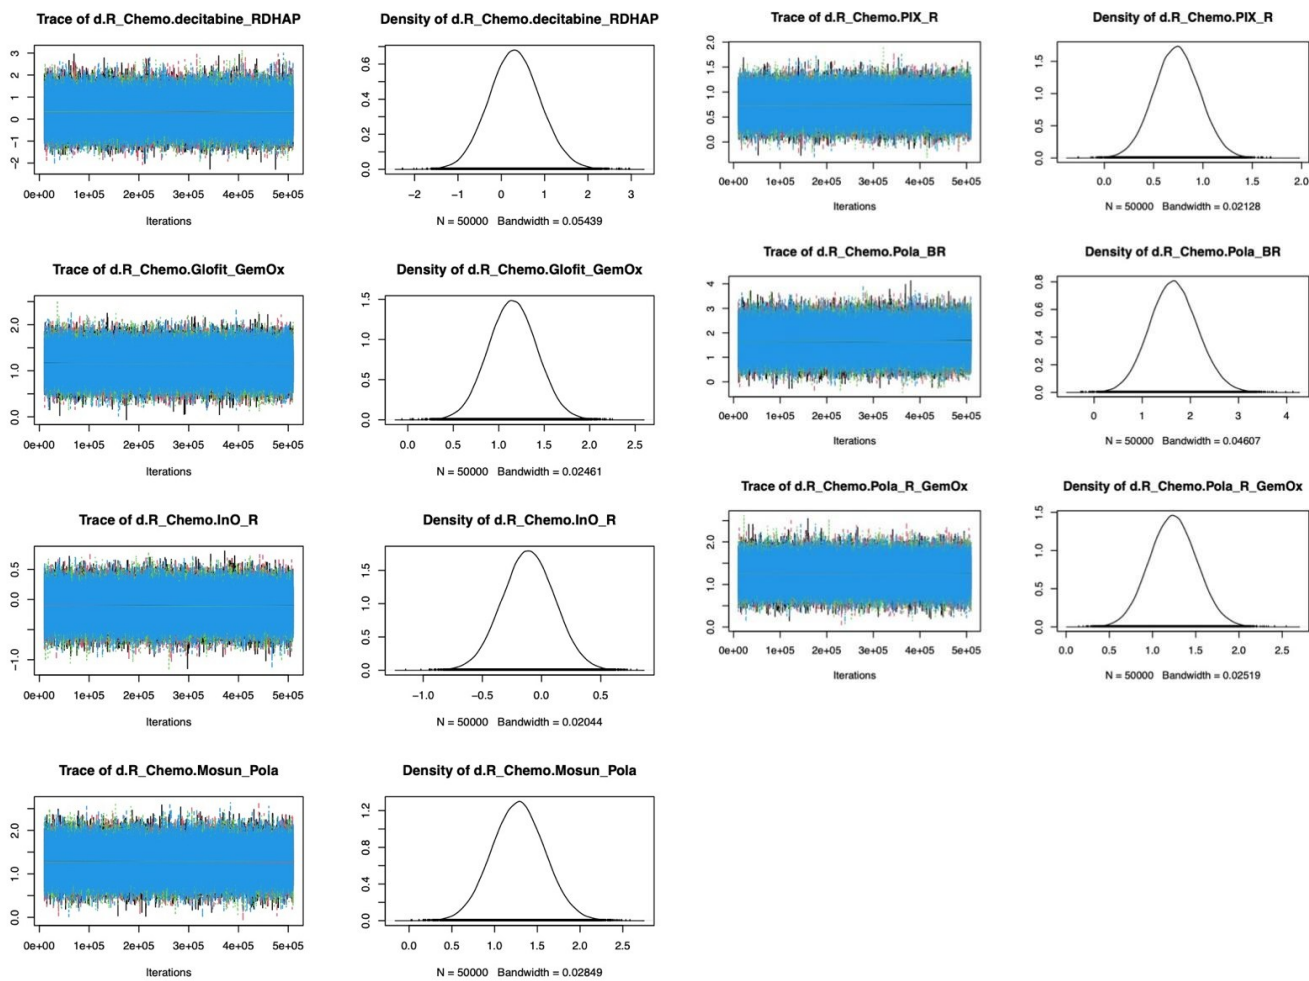 Trace of d.R_Chemo.decitabine_RDHAP
3
2
1
0
−1
−2
0e+00 1e+05 2e+05 3e+05 4e+05 5e+05
Iterations
Density of d.R_Chemo.decitabine_RDHAP
0.6
0.4
0.2
0.0
−2 −1 0 1 2 3
N = 50000 Bandwidth = 0.05439
Trace of d.R_Chemo.Glofit_GemOx
2.0
1.0
0.0
0e+00 1e+05 2e+05 3e+05 4e+05 5e+05
Iterations
Density of d.R_Chemo.Glofit_GemOx
1.5
1.0
0.5
0.0
0.0 0.5 1.0 1.5 2.0 2.5
N = 50000 Bandwidth = 0.02461
Trace of d.R_Chemo.InO_R
0.5
0.0
−1.0
0e+00 1e+05 2e+05 3e+05 4e+05 5e+05
Iterations
Density of d.R_Chemo.InO_R
1.5
1.0
0.5
0.0
−1.0 −0.5 0.0 0.5
N = 50000 Bandwidth = 0.02044
Trace of d.R_Chemo.Mosun_Pola
2.0
1.0
0.0
0e+00 1e+05 2e+05 3e+05 4e+05 5e+05
Iterations
Density of d.R_Chemo.Mosun_Pola
1.2
0.8
0.4
0.0
0.0 0.5 1.0 1.5 2.0 2.5
N = 50000 Bandwidth = 0.02849
Trace of d.R_Chemo.PIX_R
2.0
1.5
1.0
0.5
0.0
0e+00 1e+05 2e+05 3e+05 4e+05 5e+05
Iterations
Density of d.R_Chemo.PIX_R
1.5
1.0
0.5
0.0
0.0 0.5 1.0 1.5 2.0
N = 50000 Bandwidth = 0.02128
Trace of d.R_Chemo.Pola_BR
4
3
2
1
0
0e+00 1e+05 2e+05 3e+05 4e+05 5e+05
Iterations
Density of d.R_Chemo.Pola_BR
0.8
0.6
0.4
0.2
0.0
0 1 2 3 4
N = 50000 Bandwidth = 0.04607
Trace of d.R_Chemo.Pola_R_GemOx
2.0
1.0
0.0
0e+00 1e+05 2e+05 3e+05 4e+05 5e+05
Iterations
Density of d.R_Chemo.Pola_R_GemOx
1.5
1.0
0.5
0.0
0.0 0.5 1.0 1.5 2.0 2.5
N = 50000 Bandwidth = 0.02519